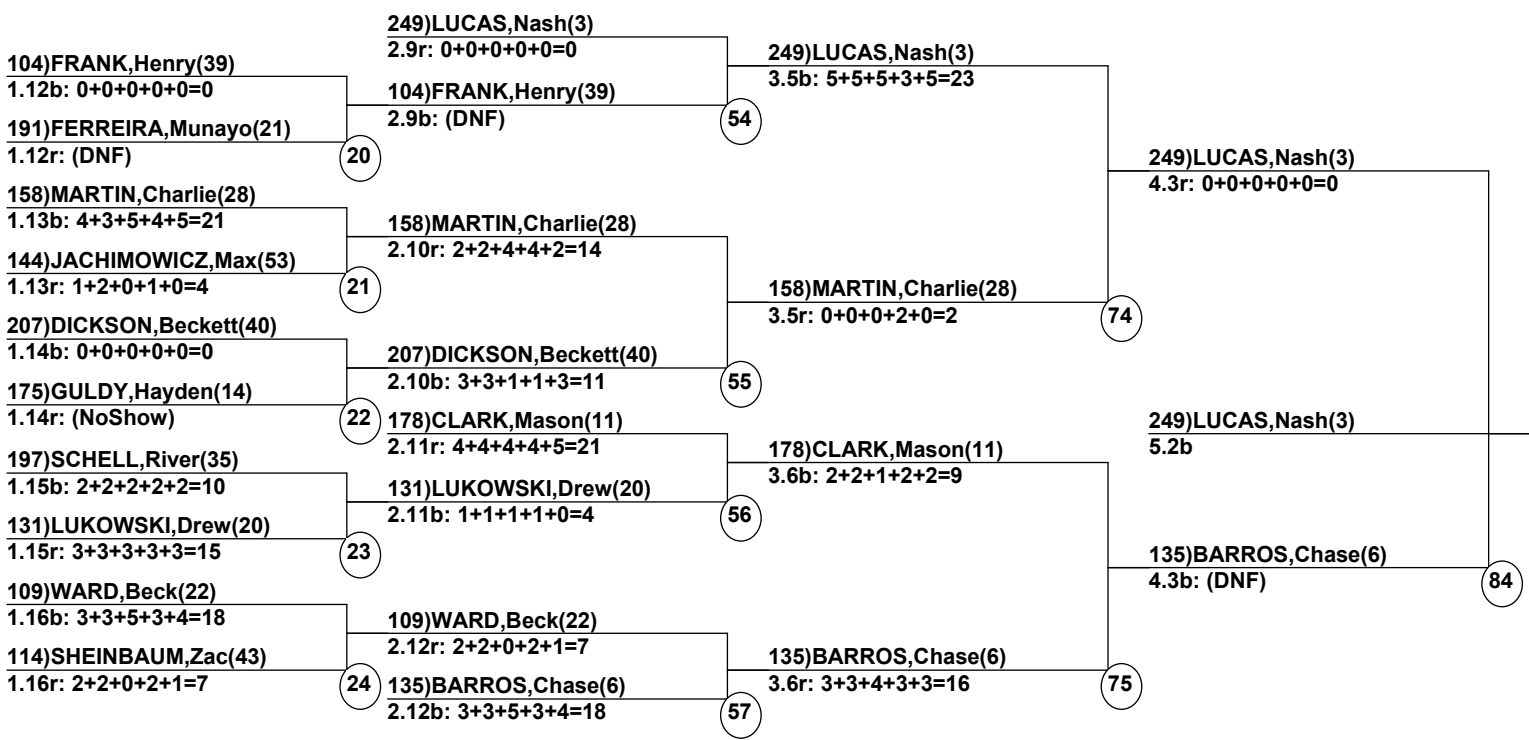 104)FRANK,Henry(39)
1.12b: 0+0+0+0+0=0
191)FERREIRA,Munayo(21)
1.12r: (DNF)
20
158)MARTIN,Charlie(28)
1.13b: 4+3+5+4+5=21
144)JACHIMOWICZ,Max(53)
1.13r: 1+2+0+1+0=4
21
207)DICKSON,Beckett(40)
1.14b: 0+0+0+0+0=0
175)GULDY,Hayden(14)
1.14r: (NoShow)
22
197)SCHELL,River(35)
1.15b: 2+2+2+2+2=10
131)LUKOWSKI,Drew(20)
1.15r: 3+3+3+3+3=15
23
109)WARD,Beck(22)
1.16b: 3+3+5+3+4=18
114)SHEINBAUM,Zac(43)
1.16r: 2+2+0+2+1=7
24
249)LUCAS,Nash(3)
2.9r: 0+0+0+0+0=0
104)FRANK,Henry(39)
2.9b: (DNF)
54
158)MARTIN,Charlie(28)
2.10r: 2+2+4+4+2=14
207)DICKSON,Beckett(40)
2.10b: 3+3+1+1+3=11
55
178)CLARK,Mason(11)
2.11r: 4+4+4+4+5=21
131)LUKOWSKI,Drew(20)
2.11b: 1+1+1+1+0=4
56
109)WARD,Beck(22)
2.12r: 2+2+0+2+1=7
135)BARROS,Chase(6)
2.12b: 3+3+5+3+4=18
57
249)LUCAS,Nash(3)
3.5b: 5+5+5+3+5=23
158)MARTIN,Charlie(28)
3.5r: 0+0+0+2+0=2
74
178)CLARK,Mason(11)
3.6b: 2+2+1+2+2=9
135)BARROS,Chase(6)
3.6r: 3+3+4+3+3=16
75
249)LUCAS,Nash(3)
4.3r: 0+0+0+0+0=0
249)LUCAS,Nash(3)
5.2b
135)BARROS,Chase(6)
4.3b: (DNF)
84